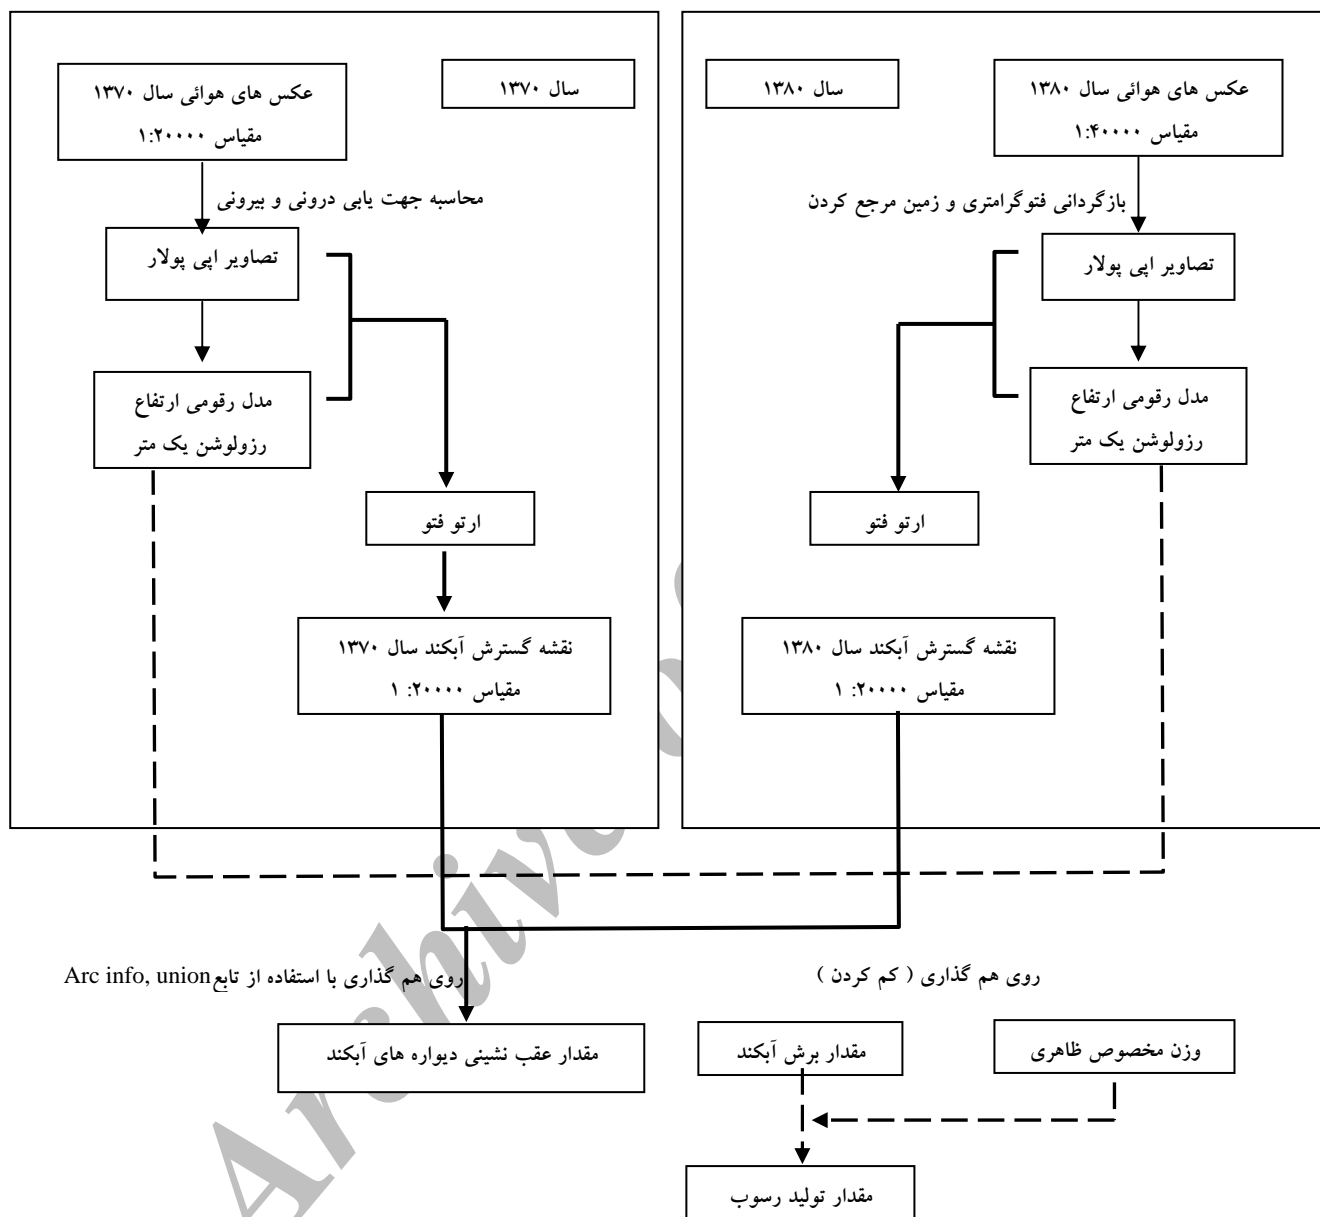 سال ۱۳۸۰
عکس های هوائی سال ۱۳۸۰
مقیاس ۱:۴۰۰۰۰
بازگردانی فتوگرامتری و زمین مرجع کردن
تصاویر اپی پولار
مدل رقومی ارتفاع
رزولوشن یک متر
ارتو فتو
نقشه گسترش آبکند سال ۱۳۸۰
مقیاس ۲۰۰۰۰: ۱
سال ۱۳۷۰
عکس های هوائی سال ۱۳۷۰
مقیاس ۱:۲۰۰۰۰
محاسبه جهت یابی درونی و بیرونی
تصاویر اپی پولار
مدل رقومی ارتفاع
رزولوشن یک متر
ارتو فتو
نقشه گسترش آبکند سال ۱۳۷۰
مقیاس ۲۰۰۰۰: ۱
روی هم گذاری ( کم کردن )
روی هم گذاری با استفاده از تابع Arc info, union
وزن مخصوص ظاهری
مقدار برش آبکند
مقدار عقب نشینی دیواره های آبکند
مقدار تولید رسوب